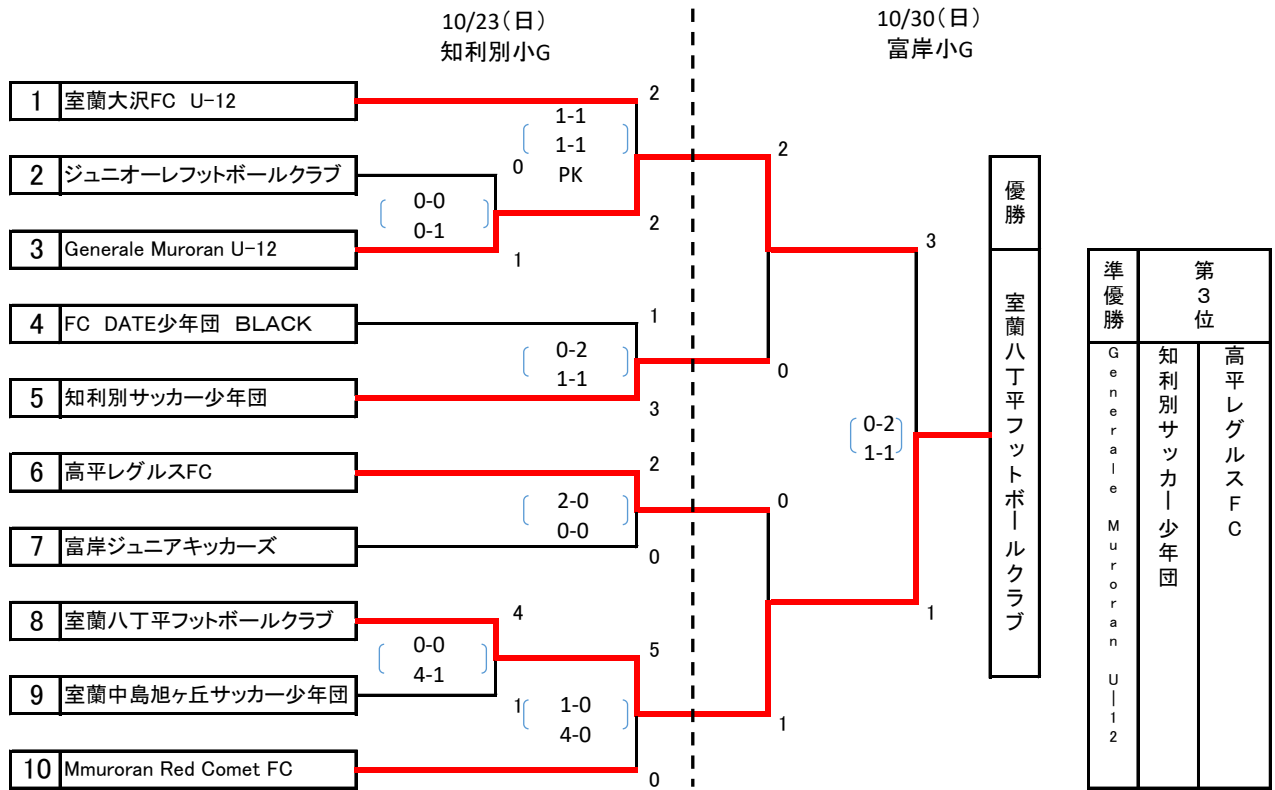 10/23(日)
知利別小G
10/30(日)
富岸小G
1 室蘭大沢FC U-12
2 ジュニオーレフットボールクラブ
3 Generale Muroran U-12
4 FC DATE少年団 BLACK
5 知利別サッカー少年団
6 高平レグルスFC
7 富岸ジュニアキッカーズ
8 室蘭八丁平フットボールクラブ
9 室蘭中島旭ヶ丘サッカー少年団
10 Mmuroran Red Comet FC
0
0-0
0-1
1
4
0-0
4-1
1
2
1-1
1-1
PK
2
1
0-2
1-1
3
2
2-0
0-0
0
5
1-0
4-0
0
2
0
0
1
3
0-2
1-1
1
優勝
室蘭八丁平フットボールクラブ
準優勝
Generale Muroran U-12
第3位
知利別サッカー少年団
高平レグルスFC